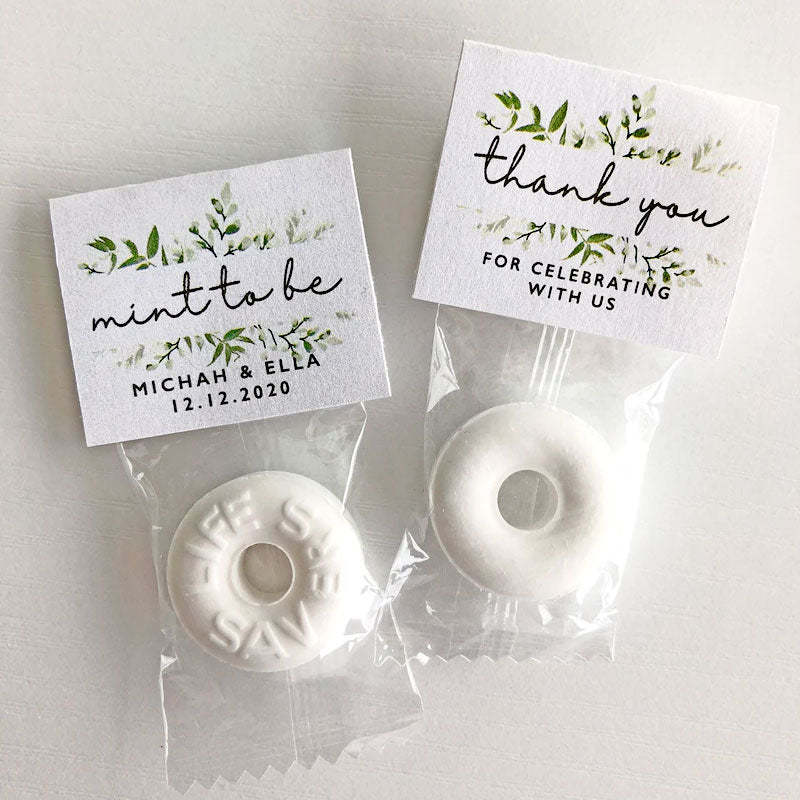 mint to be
MICHAH & ELLA
12.12.2020
thank you
FOR CELEBRATING
WITH US
LIFE
SAVERS